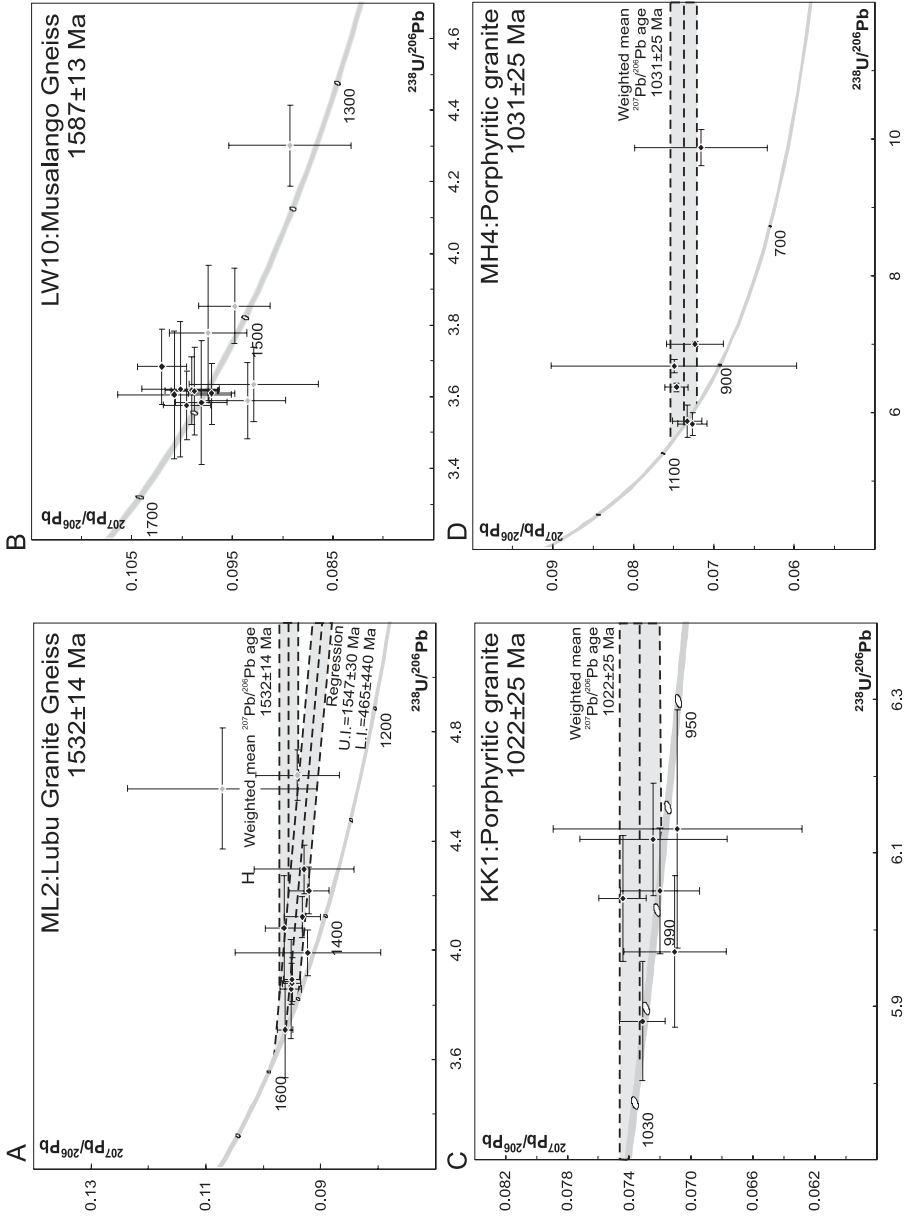 A
ML2:Lubu Granite Gneiss
1532±14 Ma
207Pb/206Pb
0.13
0.11
0.09
1600
1400
1200
H
Weighted mean 207Pb/206Pb age
1532±14 Ma
Regression
U.I.=1547±30 Ma
L.I.=465±440 Ma
238U/206Pb
3.6
4.0
4.4
4.8
B
LW10:Musalango Gneiss
1587±13 Ma
207Pb/206Pb
0.105
0.095
0.085
1700
1500
1300
238U/206Pb
3.4
3.6
3.8
4.0
4.2
4.4
4.6
C
KK1:Porphyritic granite
1022±25 Ma
207Pb/206Pb
0.082
0.078
0.074
0.070
0.066
0.062
1030
990
950
Weighted mean
207Pb/206Pb age
1022±25 Ma
238U/206Pb
5.9
6.1
6.3
D
MH4:Porphyritic granite
1031±25 Ma
207Pb/206Pb
0.09
0.08
0.07
0.06
1100
900
700
Weighted mean
207Pb/206Pb age
1031±25 Ma
238U/206Pb
6
8
10